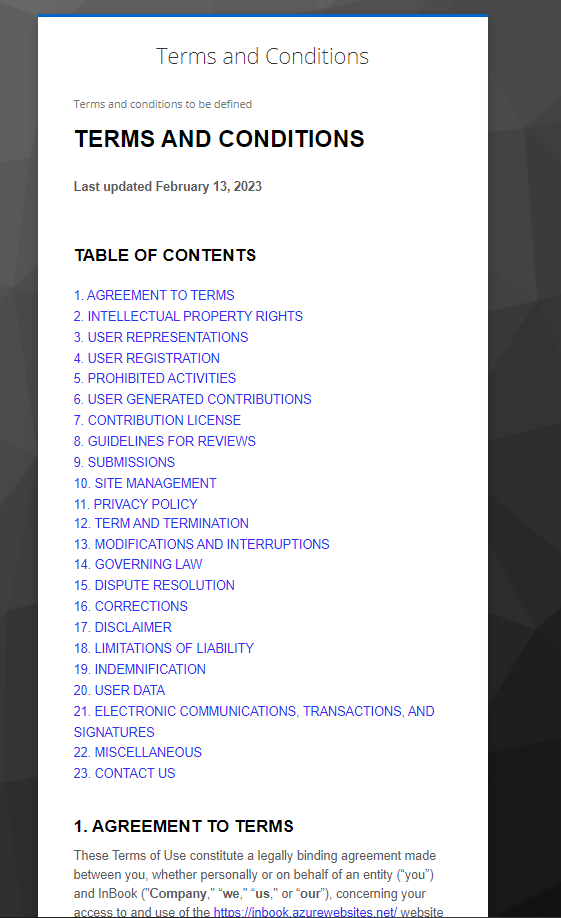 Terms and Conditions
Terms and conditions to be defined
TERMS AND CONDITIONS
Last updated February 13, 2023
TABLE OF CONTENTS
1. AGREEMENT TO TERMS
2. INTELLECTUAL PROPERTY RIGHTS
3. USER REPRESENTATIONS
4. USER REGISTRATION
5. PROHIBITED ACTIVITIES
6. USER GENERATED CONTRIBUTIONS
7. CONTRIBUTION LICENSE
8. GUIDELINES FOR REVIEWS
9. SUBMISSIONS
10. SITE MANAGEMENT
11. PRIVACY POLICY
12. TERM AND TERMINATION
13. MODIFICATIONS AND INTERRUPTIONS
14. GOVERNING LAW
15. DISPUTE RESOLUTION
16. CORRECTIONS
17. DISCLAIMER
18. LIMITATIONS OF LIABILITY
19. INDEMNIFICATION
20. USER DATA
21. ELECTRONIC COMMUNICATIONS, TRANSACTIONS, AND
SIGNATURES
22. MISCELLANEOUS
23. CONTACT US
1. AGREEMENT TO TERMS
These Terms of Use constitute a legally binding agreement made
between you, whether personally or on behalf of an entity (“you”)
and InBook ("Company," “we," “us," or “our”), concerning your
access to and use of the https://inbook.azurewebsites.net/ website